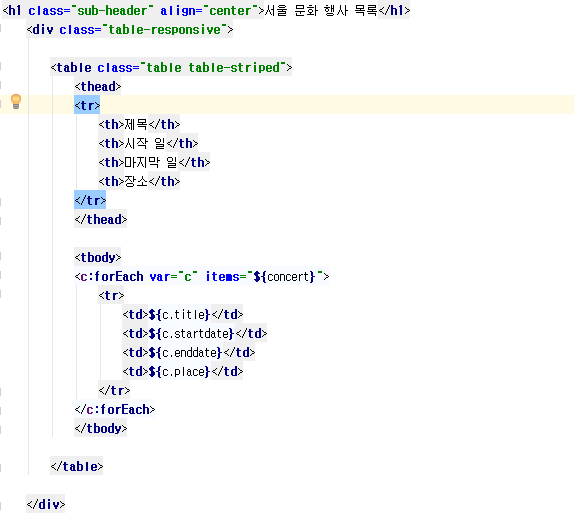 <h1 class="sub-header" align="center">서울 문화 행사 목록</h1>
<div class="table-responsive">
<table class="table table-striped">
<thead>
<tr>
<th>제목</th>
<th>시작 일</th>
<th>마지막 일</th>
<th>장소</th>
</tr>
</thead>
<tbody>
<c:forEach var="c" items="${concert}">
<tr>
<td>${c.title}</td>
<td>${c.startdate}</td>
<td>${c.enddate}</td>
<td>${c.place}</td>
</tr>
</c:forEach>
</tbody>
</table>
</div>